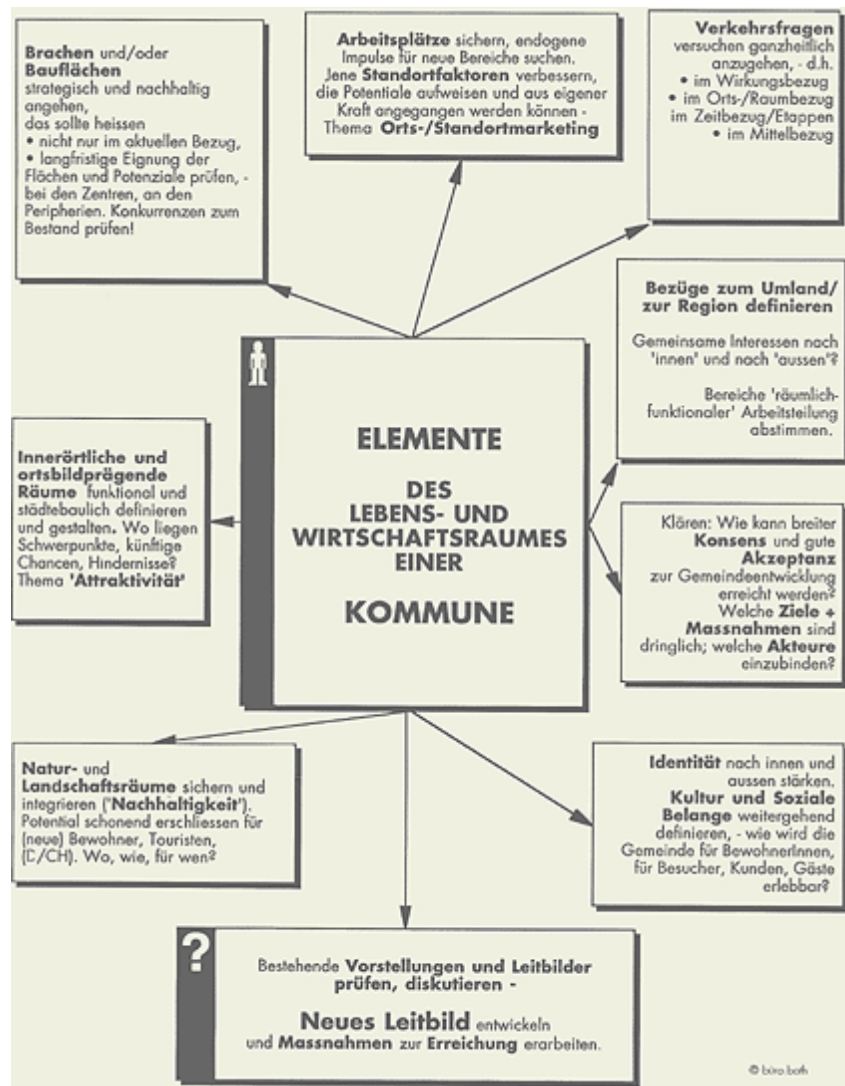 Brachen und/oder
Bauflächen
strategisch und nachhaltig
angehen,
das sollte heissen
• nicht nur im aktuellen Bezug,
• langfristige Eignung der
Flächen und Potenziale prüfen, -
bei den Zentren, an den
Peripherien. Konkurrenzen zum
Bestand prüfen!
Arbeitsplätze sichern, endogene
Impulse für neue Bereiche suchen.
Jene Standortfaktoren verbessern,
die Potentiale aufweisen und aus eigener
Kraft angegangen werden können -
Thema Orts-/Standortmarketing
Verkehrsfragen
versuchen ganzheitlich
anzugehen, - d.h.
• im Wirkungsbezug
• im Orts-/Raumbezug
im Zeitbezug/Etappen
• im Mittelbezug
Bezüge zum Umland/
zur Region definieren
Gemeinsame Interessen nach
'innen' und nach 'aussen'?
Bereiche 'räumlich-
funktionaler' Arbeitsteilung
abstimmen.
Innerörtliche und
ortsbildprägende
Räume funktional und
städtebaulich definieren
und gestalten. Wo liegen
Schwerpunkte, künftige
Chancen, Hindernisse?
Thema 'Attraktivität'
ELEMENTE
DES
LEBENS- UND
WIRTSCHAFTSRAUMES
EINER
KOMMUNE
Klären: Wie kann breiter
Konsens und gute
Akzeptanz
zur Gemeindeentwicklung
erreicht werden?
Welche Ziele +
Massnahmen sind
dringlich; welche Akteure
einzubinden?
Natur- und
Landschaftsräume sichern und
integrieren ('Nachhaltigkeit').
Potential schonend erschliessen für
(neue) Bewohner, Touristen,
(D/CH). Wo, wie, für wen?
Identität nach innen und
aussen stärken.
Kultur und Soziale
Belange weitergehend
definieren, - wie wird die
Gemeinde für BewohnerInnen,
für Besucher, Kunden, Gäste
erlebbar?
?
Bestehende Vorstellungen und Leitbilder
prüfen, diskutieren -
Neues Leitbild entwickeln
und Massnahmen zur Erreichung erarbeiten.
© büro.both